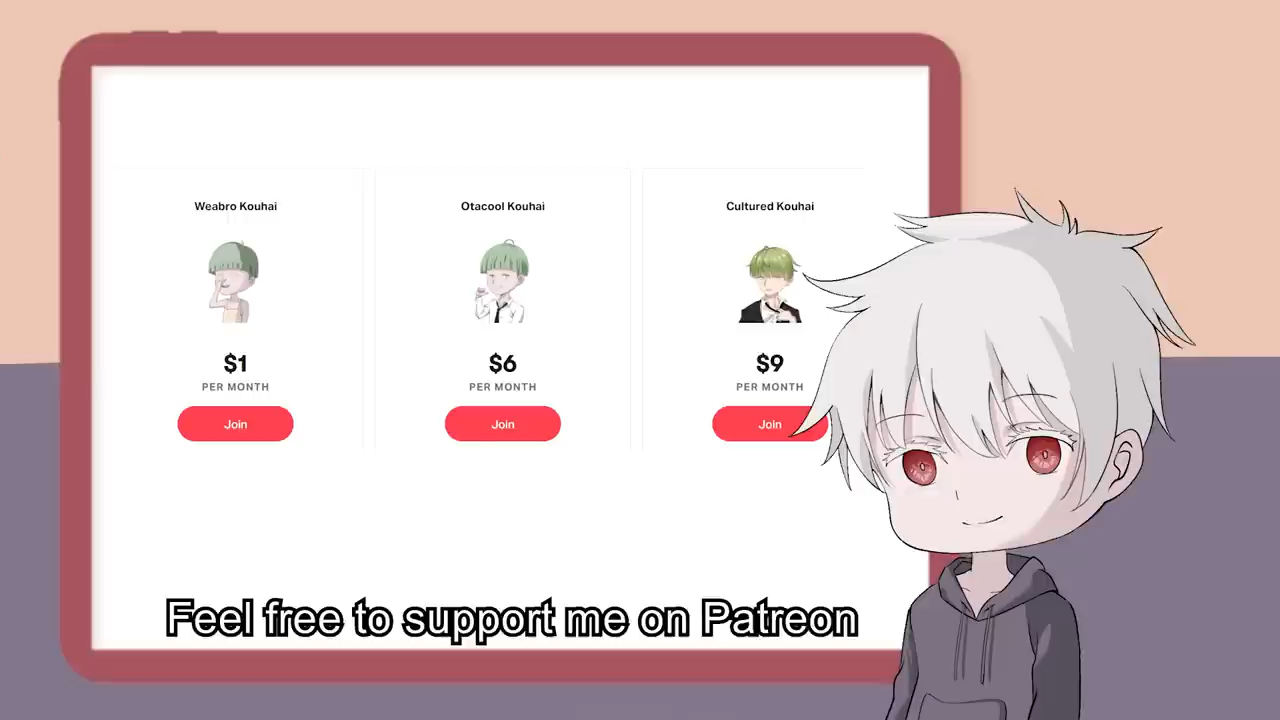 Weabro Kouhai
Otacool Kouhai
Cultured Kouhai
$1
$6
$9
PER MONTH
PER MONTH
PER MONTH
Join
Join
Join
Feel free to support me on Patreon